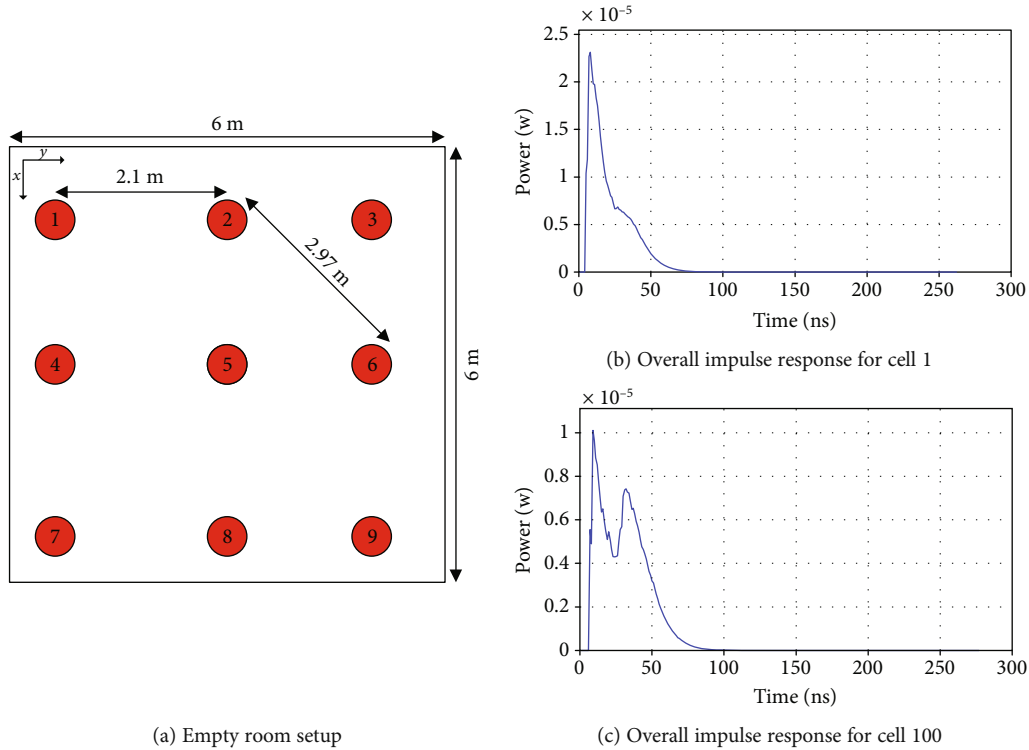 6 m
y
x
2.1 m
1
2
3
2.97 m
4
5
6
6 m
7
8
9
(a) Empty room setup
× 10⁻⁵
2.5
2
1.5
1
0.5
0
Power (w)
0 50 100 150 200 250 300
Time (ns)
(b) Overall impulse response for cell 1
× 10⁻⁵
1
0.8
0.6
0.4
0.2
0
Power (w)
0 50 100 150 200 250 300
Time (ns)
(c) Overall impulse response for cell 100